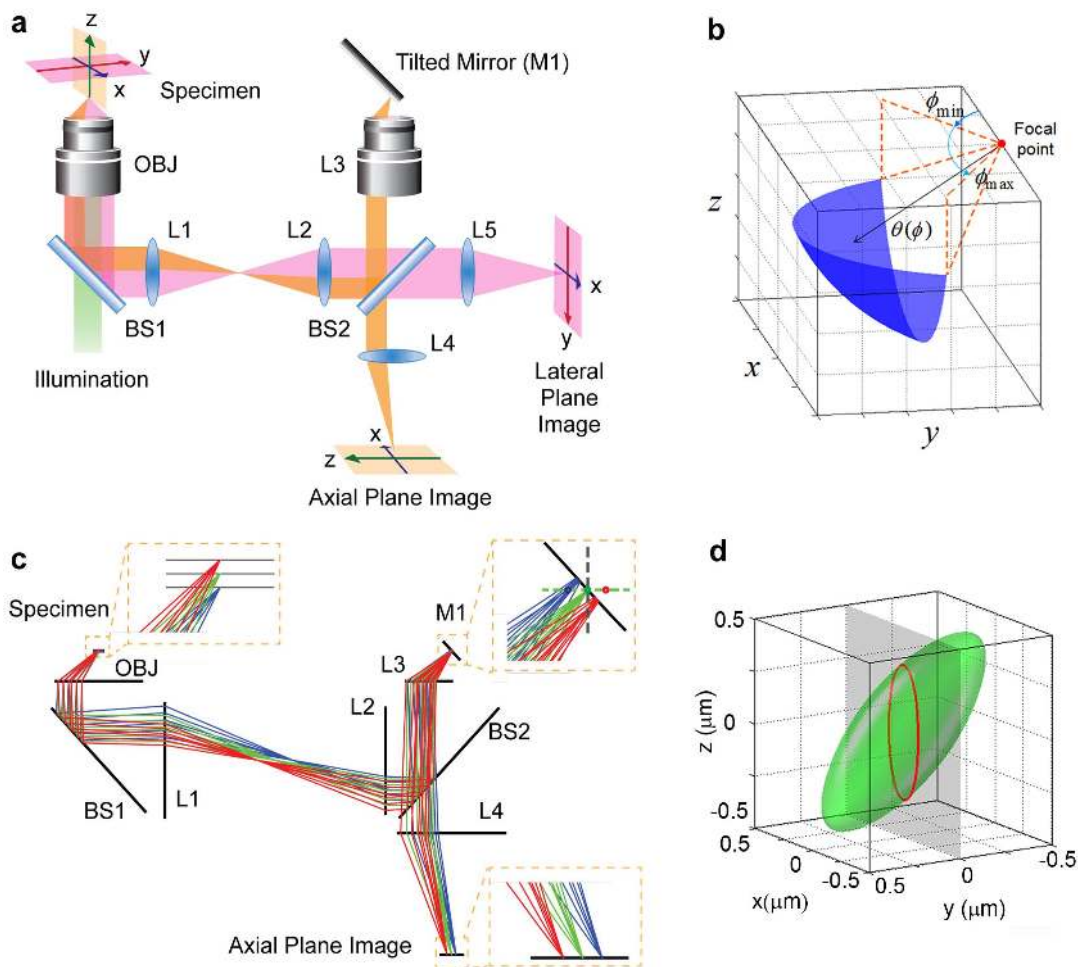 a
z
y
x
Specimen
Tilted Mirror (M1)
OBJ
L3
L1
L2
L5
BS1
BS2
L4
x
y
Illumination
Lateral
Plane
Image
x
z
Axial Plane Image
b
ϕmin
Focal
point
ϕmax
θ(ϕ)
z
x
y
c
Specimen
OBJ
M1
L3
L2
BS2
BS1
L1
L4
Axial Plane Image
d
0.5
z (μm)
0
-0.5
0.5
0
-0.5
x(μm)
0.5
0
-0.5
y (μm)